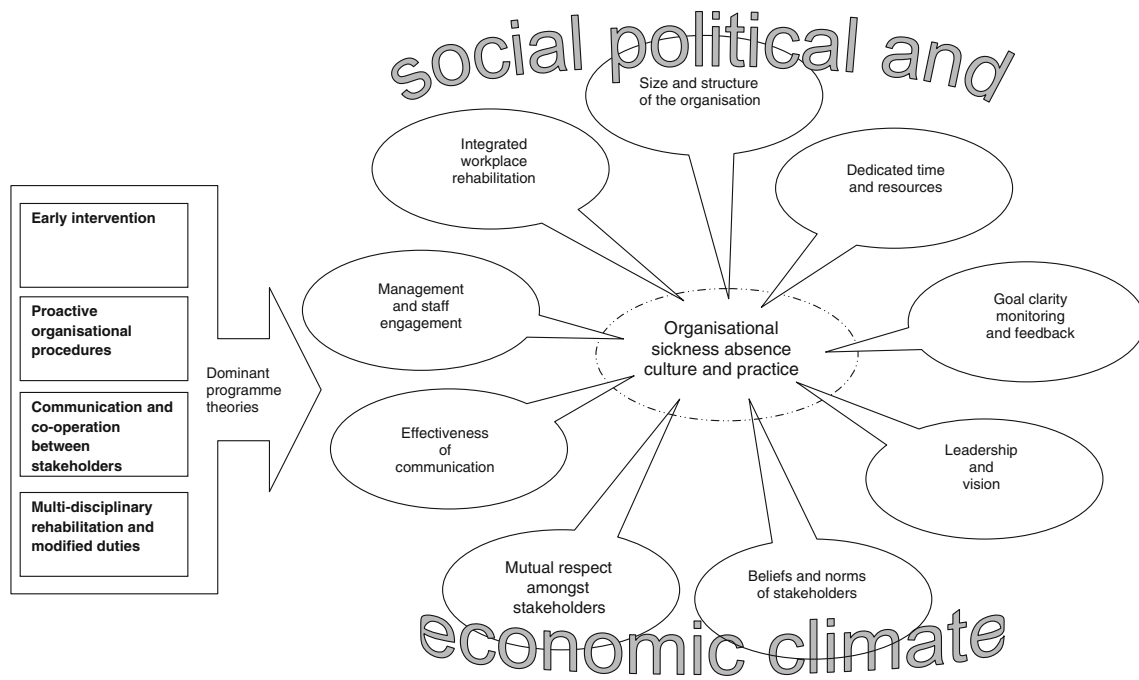 social political and
Size and structure
of the organisation
Integrated
workplace
rehabilitation
Dedicated time
and resources
Early intervention
Proactive
organisational
procedures
Communication and
co-operation
between
stakeholders
Multi-disciplinary
rehabilitation and
modified duties
Dominant
programme
theories
Management
and staff
engagement
Goal clarity
monitoring
and feedback
Organisational
sickness absence
culture and practice
Effectiveness
of
communication
Leadership
and
vision
Mutual respect
amongst
stakeholders
Beliefs and norms
of stakeholders
economic climate